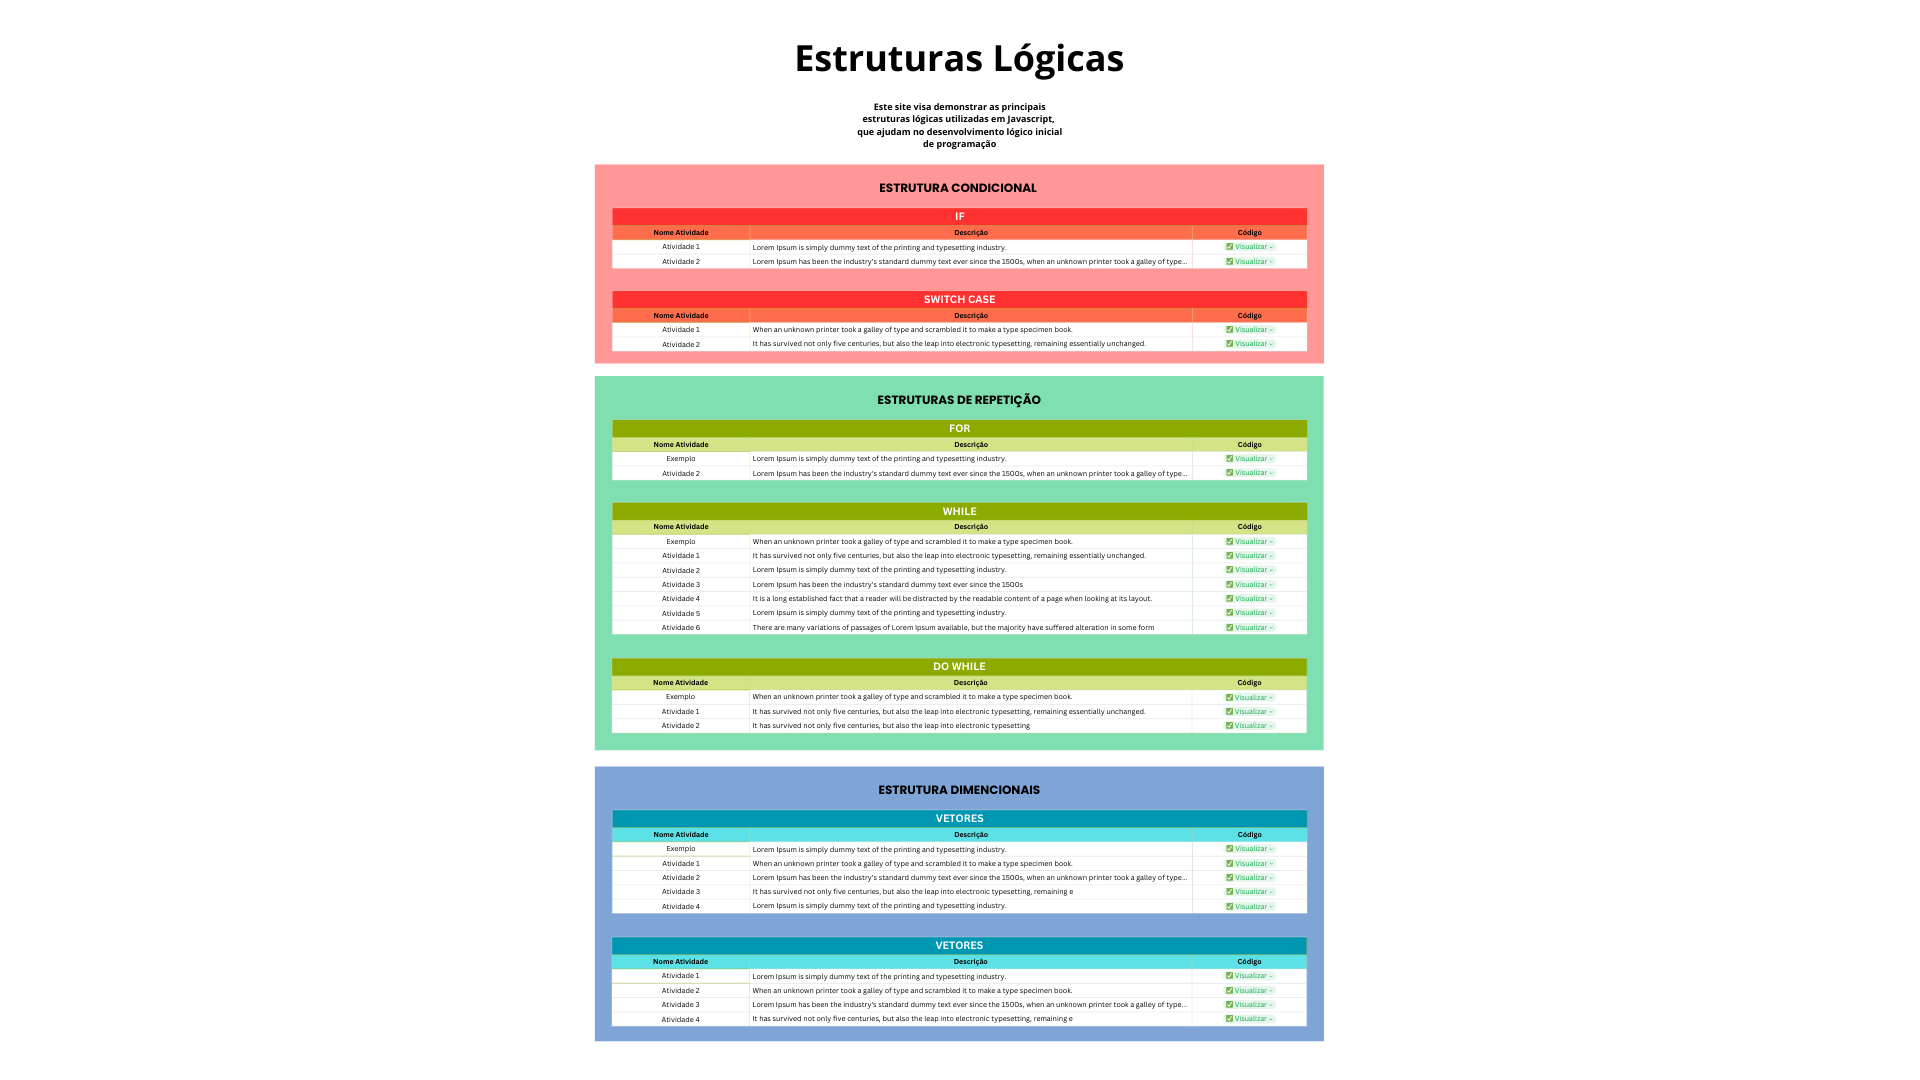 Estruturas Lógicas
Este site visa demonstrar as principais
estruturas lógicas utilizadas em Javascript,
que ajudam no desenvolvimento lógico inicial
de programação
ESTRUTURA CONDICIONAL
IF
Nome Atividade Descrição Código
Atividade 1 Lorem Ipsum is simply dummy text of the printing and typesetting industry. Visualizar
Atividade 2 Lorem Ipsum has been the industry's standard dummy text ever since the 1500s, when an unknown printer took a galley of type... Visualizar
SWITCH CASE
Nome Atividade Descrição Código
Atividade 1 When an unknown printer took a galley of type and scrambled it to make a type specimen book. Visualizar
Atividade 2 It has survived not only five centuries, but also the leap into electronic typesetting, remaining essentially unchanged. Visualizar
ESTRUTURAS DE REPETIÇÃO
FOR
Nome Atividade Descrição Código
Exemplo Lorem Ipsum is simply dummy text of the printing and typesetting industry. Visualizar
Atividade 2 Lorem Ipsum has been the industry's standard dummy text ever since the 1500s, when an unknown printer took a galley of type... Visualizar
WHILE
Nome Atividade Descrição Código
Exemplo When an unknown printer took a galley of type and scrambled it to make a type specimen book. Visualizar
Atividade 1 It has survived not only five centuries, but also the leap into electronic typesetting, remaining essentially unchanged. Visualizar
Atividade 2 Lorem Ipsum is simply dummy text of the printing and typesetting industry. Visualizar
Atividade 3 Lorem Ipsum has been the industry's standard dummy text ever since the 1500s Visualizar
Atividade 4 It is a long established fact that a reader will be distracted by the readable content of a page when looking at its layout. Visualizar
Atividade 5 Lorem Ipsum is simply dummy text of the printing and typesetting industry. Visualizar
Atividade 6 There are many variations of passages of Lorem Ipsum available, but the majority have suffered alteration in some form Visualizar
DO WHILE
Nome Atividade Descrição Código
Exemplo When an unknown printer took a galley of type and scrambled it to make a type specimen book. Visualizar
Atividade 1 It has survived not only five centuries, but also the leap into electronic typesetting, remaining essentially unchanged. Visualizar
Atividade 2 It has survived not only five centuries, but also the leap into electronic typesetting Visualizar
ESTRUTURA DIMENCIONAIS
VETORES
Nome Atividade Descrição Código
Exemplo Lorem Ipsum is simply dummy text of the printing and typesetting industry. Visualizar
Atividade 1 When an unknown printer took a galley of type and scrambled it to make a type specimen book. Visualizar
Atividade 2 Lorem Ipsum has been the industry's standard dummy text ever since the 1500s, when an unknown printer took a galley of type... Visualizar
Atividade 3 It has survived not only five centuries, but also the leap into electronic typesetting, remaining e Visualizar
Atividade 4 Lorem Ipsum is simply dummy text of the printing and typesetting industry. Visualizar
VETORES
Nome Atividade Descrição Código
Atividade 1 Lorem Ipsum is simply dummy text of the printing and typesetting industry. Visualizar
Atividade 2 When an unknown printer took a galley of type and scrambled it to make a type specimen book. Visualizar
Atividade 3 Lorem Ipsum has been the industry's standard dummy text ever since the 1500s, when an unknown printer took a galley of type... Visualizar
Atividade 4 It has survived not only five centuries, but also the leap into electronic typesetting, remaining e Visualizar